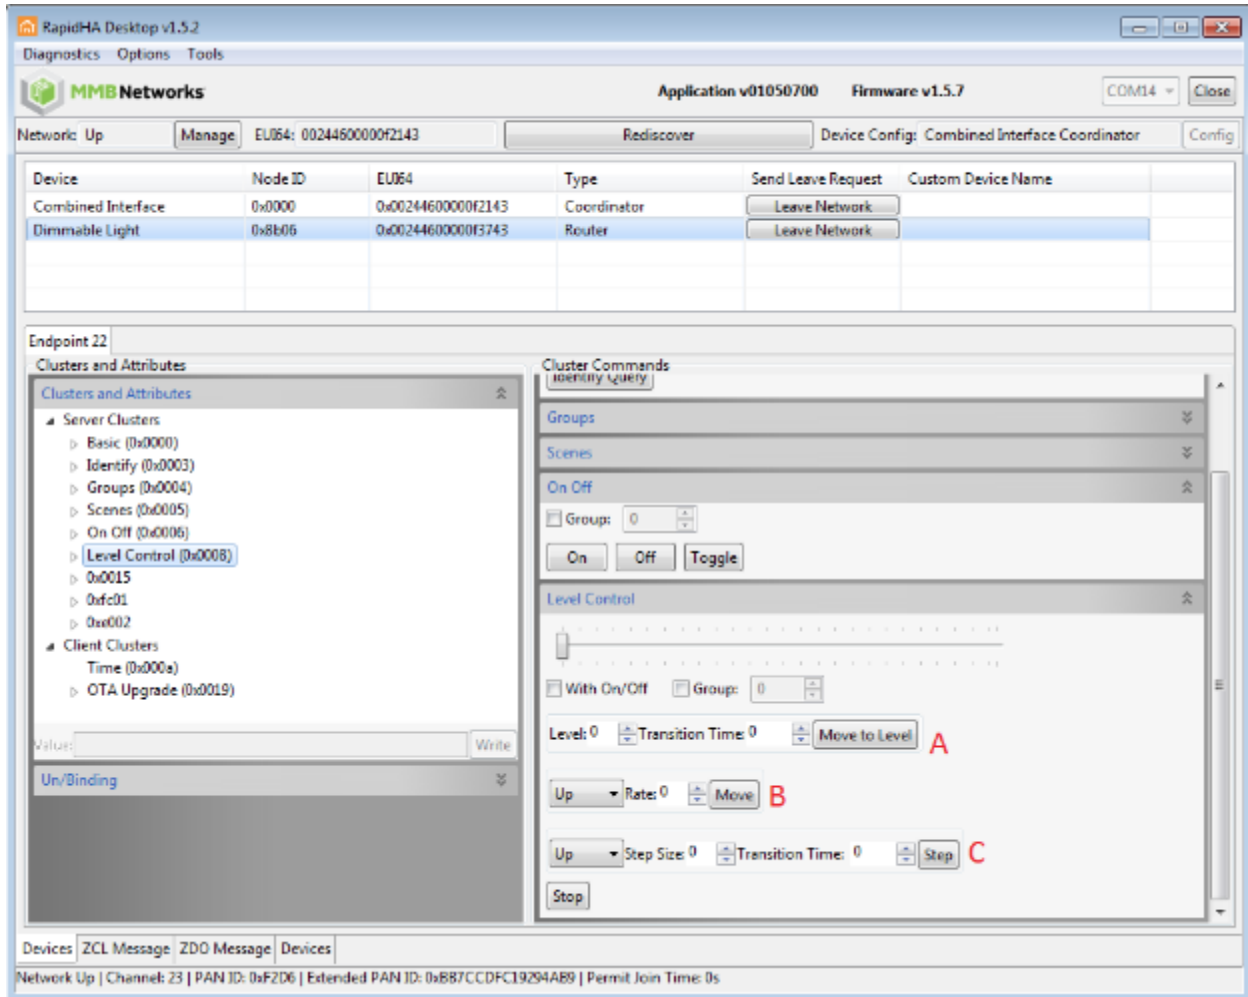 RapidHA Desktop v1.5.2
Diagnostics Options Tools
MMB Networks Application v01050700 Firmware v1.5.7 COM14 Close
Network: Up Manage EUI64: 00244600000f2143 Rediscover Device Config: Combined Interface Coordinator Config
Device Node ID EUI64 Type Send Leave Request Custom Device Name
Combined Interface 0x0000 0x00244600000f2143 Coordinator Leave Network
Dimmable Light 0x8b06 0x00244600000f3743 Router Leave Network
Endpoint 22
Clusters and Attributes
Clusters and Attributes
Server Clusters
Basic (0x0000)
Identify (0x0003)
Groups (0x0004)
Scenes (0x0005)
On Off (0x0006)
Level Control (0x0008)
0x0015
0xfc01
0xe002
Client Clusters
Time (0x000a)
OTA Upgrade (0x0019)
Value: Write
Un/Binding
Cluster Commands
Identify Query
Groups
Scenes
On Off
Group: 0
On Off Toggle
Level Control
With On/Off Group: 0
Level: 0 Transition Time: 0 Move to Level A
Up Rate: 0 Move B
Up Step Size: 0 Transition Time: 0 Step C
Stop
Devices ZCL Message ZDO Message Devices
Network Up | Channel: 23 | PAN ID: 0xF2D6 | Extended PAN ID: 0xBB7CCDFC19294AB9 | Permit Join Time: 0s